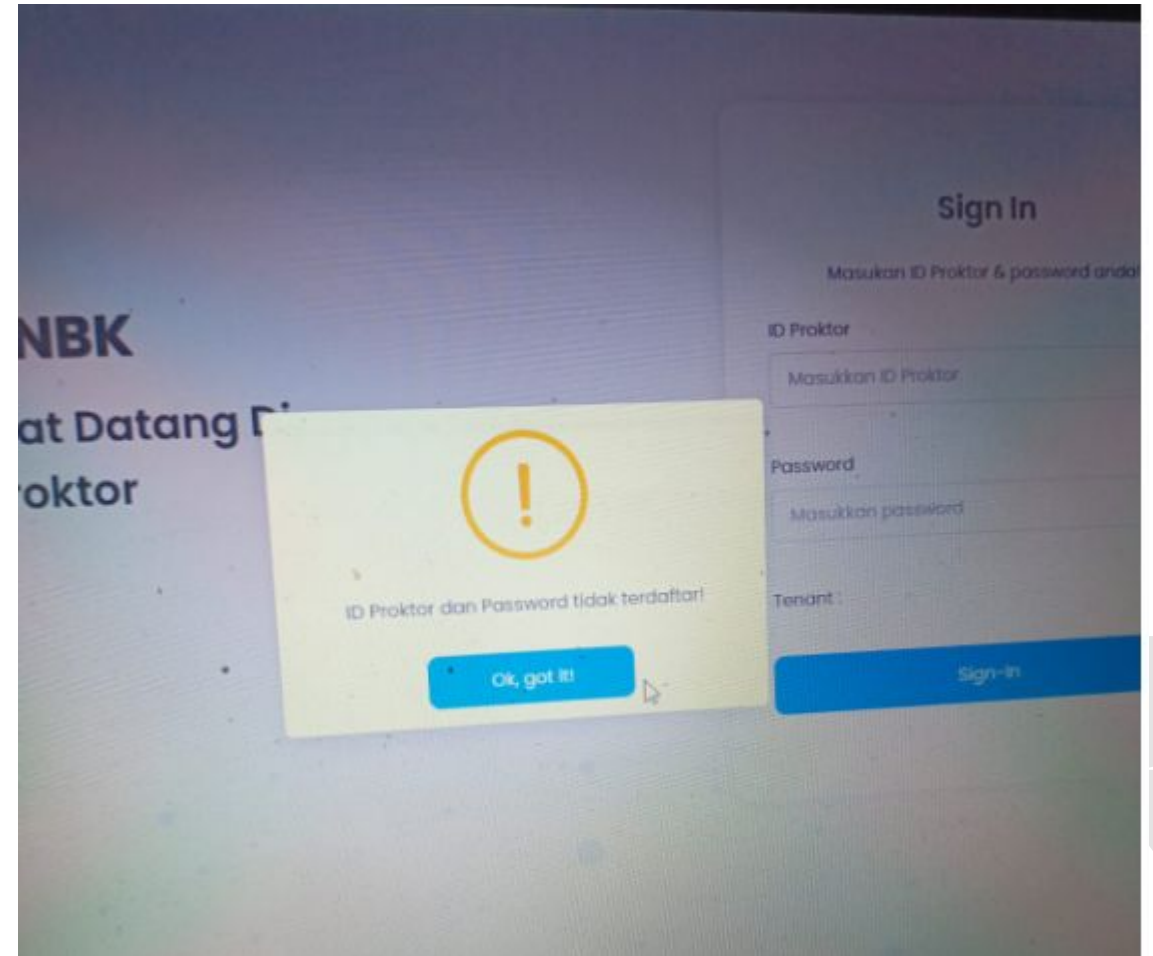 Sign In
Masukan ID Proktor & password anda!
NBK
ID Proktor
Masukkan ID Proktor
at Datang Di
oktor
Password
Masukkan password
ID Proktor dan Password tidak terdaftar!
Tenant :
Ok, got it!
Sign-In